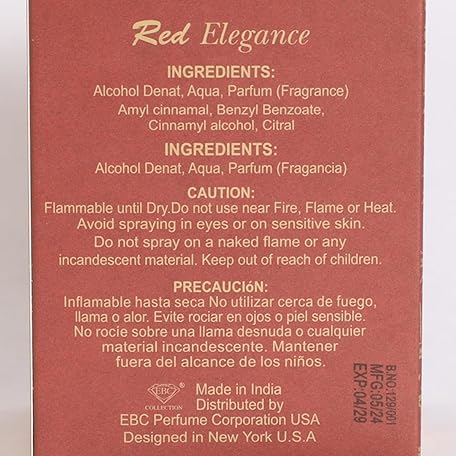 Red Elegance
INGREDIENTS:
Alcohol Denat, Aqua, Parfum (Fragrance)
Amyl cinnamal, Benzyl Benzoate,
Cinnamyl alcohol, Citral
INGREDIENTS:
Alcohol Denat, Aqua, Parfum (Fragancia)
CAUTION:
Flammable until Dry.Do not use near Fire, Flame or Heat.
Avoid spraying in eyes or on sensitive skin.
Do not spray on a naked flame or any
incandescent material. Keep out of reach of children.
PRECAUCIóN:
Inflamable hasta seca No utilizar cerca de fuego,
llama o alor. Evite rociar en ojos o piel sensible.
No rocíe sobre una llama desnuda o cualquier
material incandescente. Mantener
fuera del alcance de los niños.
EBC ®
COLLECTION
Made in India
Distributed by
EBC Perfume Corporation USA
Designed in New York U.S.A
B.NO:129/001
MFG:05/24
EXP:04/29